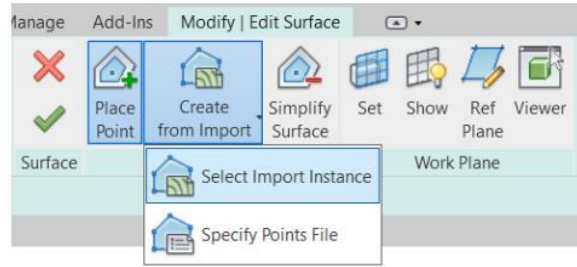 Manage Add-Ins Modify | Edit Surface
Place Point
Create from Import
Simplify Surface
Set Show Ref Plane Viewer
Surface Work Plane
Select Import Instance
Specify Points File